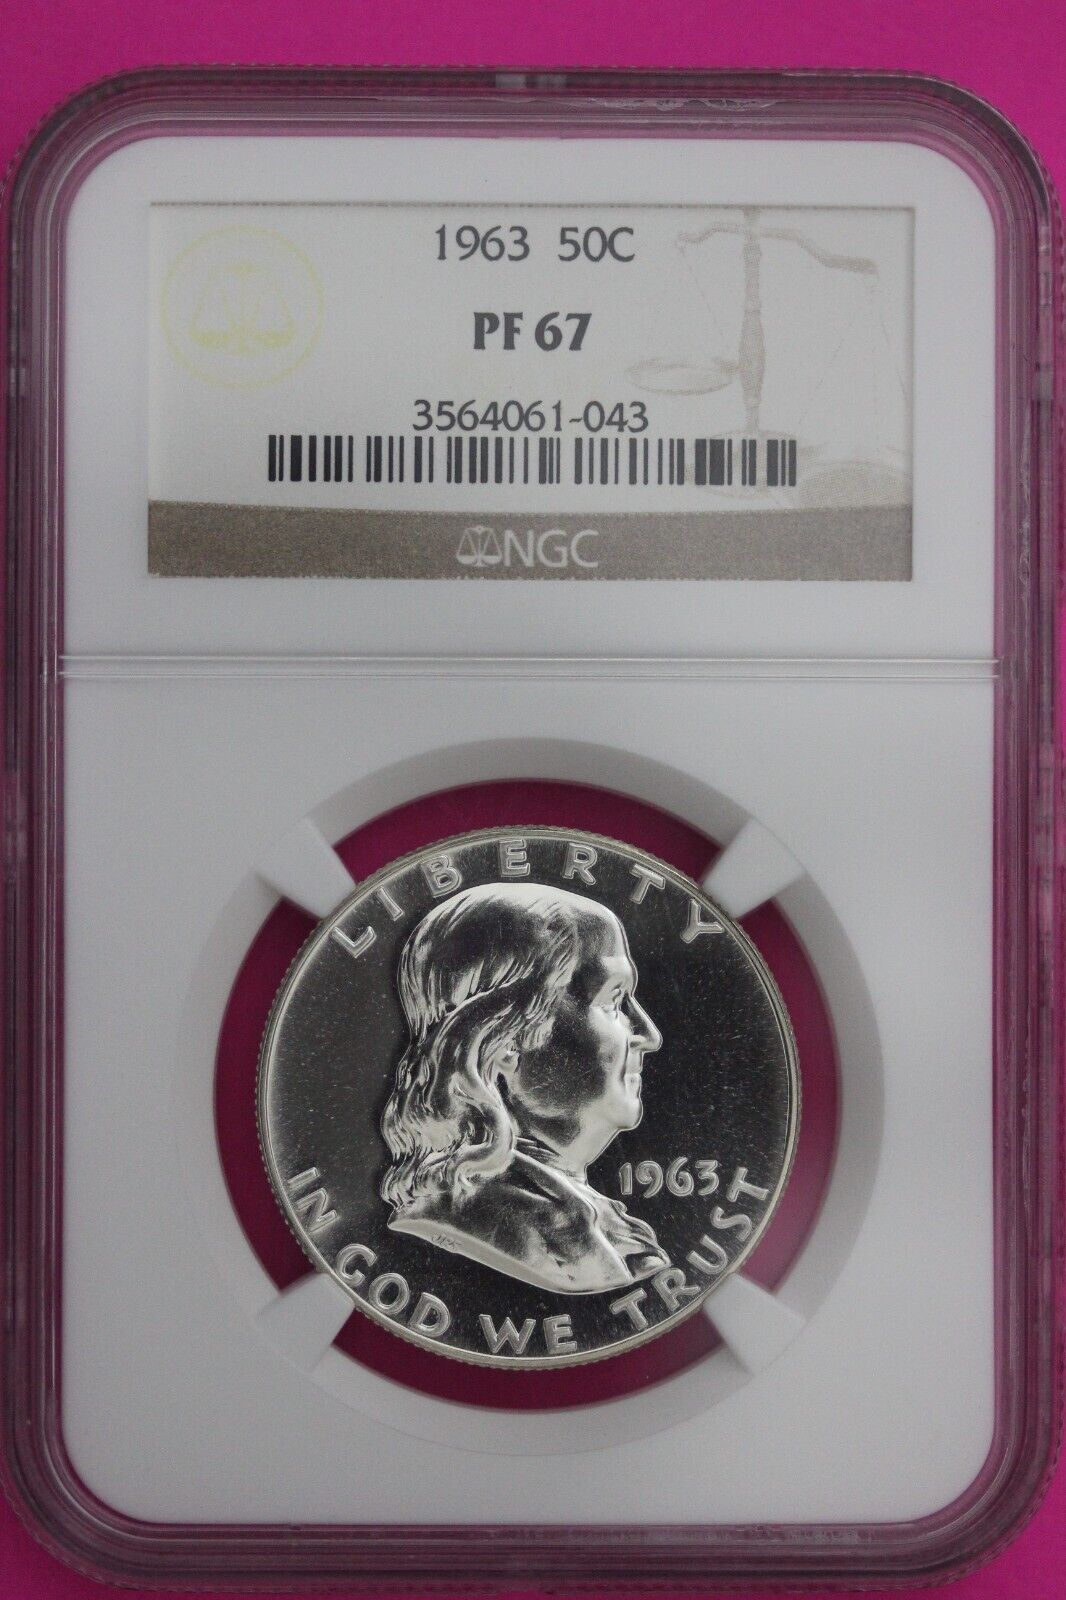 1963 50C
PF 67
3564061-043
NGC
LIBERTY
1963
IN GOD WE TRUST